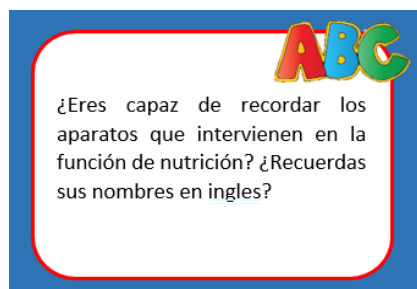 ABC
¿Eres capaz de recordar los
aparatos que intervienen en la
función de nutrición? ¿Recuerdas
sus nombres en ingles?